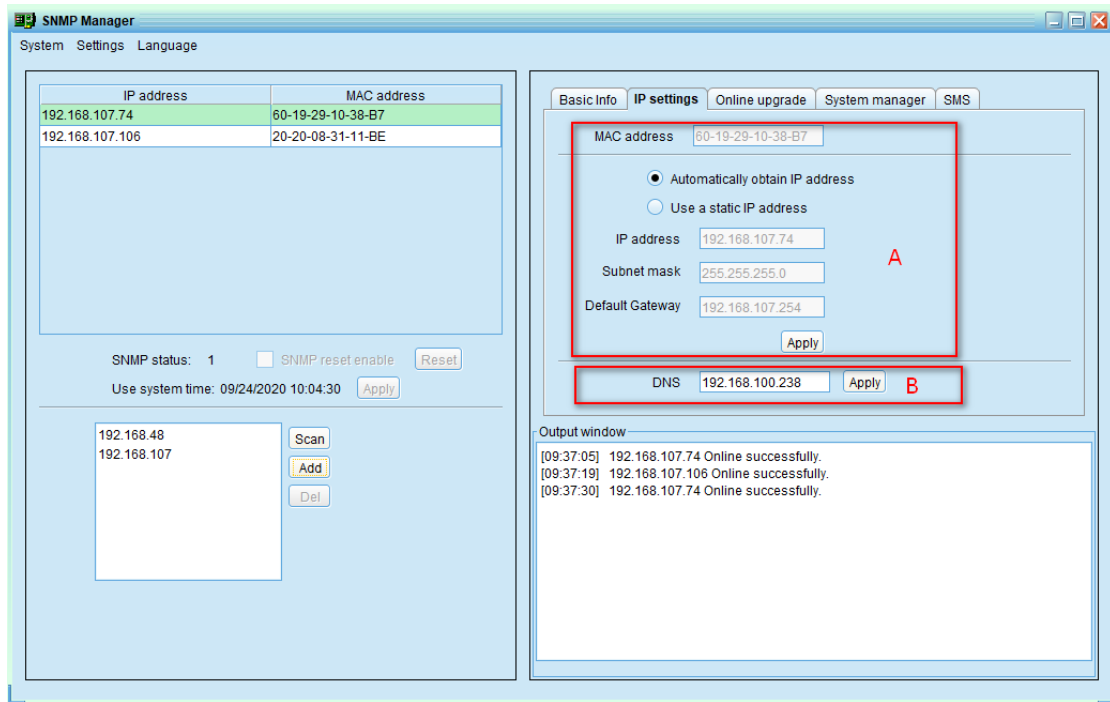 SNMP Manager
System Settings Language
IP address MAC address
192.168.107.74 60-19-29-10-38-B7
192.168.107.106 20-20-08-31-11-BE
SNMP status: 1 SNMP reset enable Reset
Use system time: 09/24/2020 10:04:30 Apply
192.168.48
192.168.107
Scan
Add
Del
Basic Info IP settings Online upgrade System manager SMS
MAC address 60-19-29-10-38-B7
Automatically obtain IP address
Use a static IP address
IP address 192.168.107.74
A
Subnet mask 255.255.255.0
Default Gateway 192.168.107.254
Apply
DNS 192.168.100.238 Apply B
Output window
[09:37:05] 192.168.107.74 Online successfully.
[09:37:19] 192.168.107.106 Online successfully.
[09:37:30] 192.168.107.74 Online successfully.